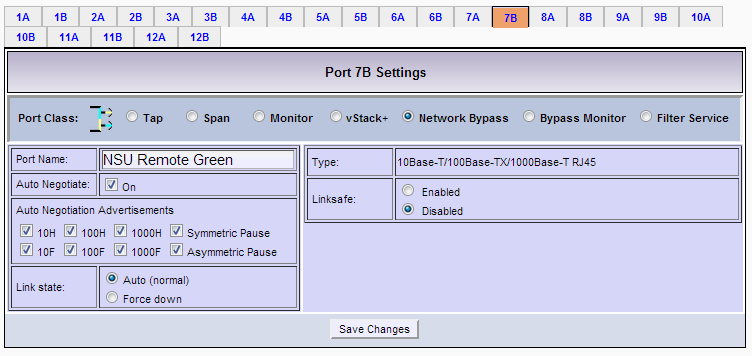 1A 1B 2A 2B 3B 3A 4A 4B 5A 5B 6A 6B 7A 7B 8A 8B 9A 9B 10A
10B 11A 11B 12A 12B
Port 7B Settings
Port Class: Tap Span Monitor vStack+ Network Bypass Bypass Monitor Filter Service
Port Name: NSU Remote Green
Auto Negotiate: On
Auto Negotiation Advertisements
10H 100H 1000H Symmetric Pause
10F 100F 1000F Asymmetric Pause
Link state: Auto (normal)
Force down
Type: 10Base-T/100Base-TX/1000Base-T RJ45
Linksafe: Enabled
Disabled
Save Changes